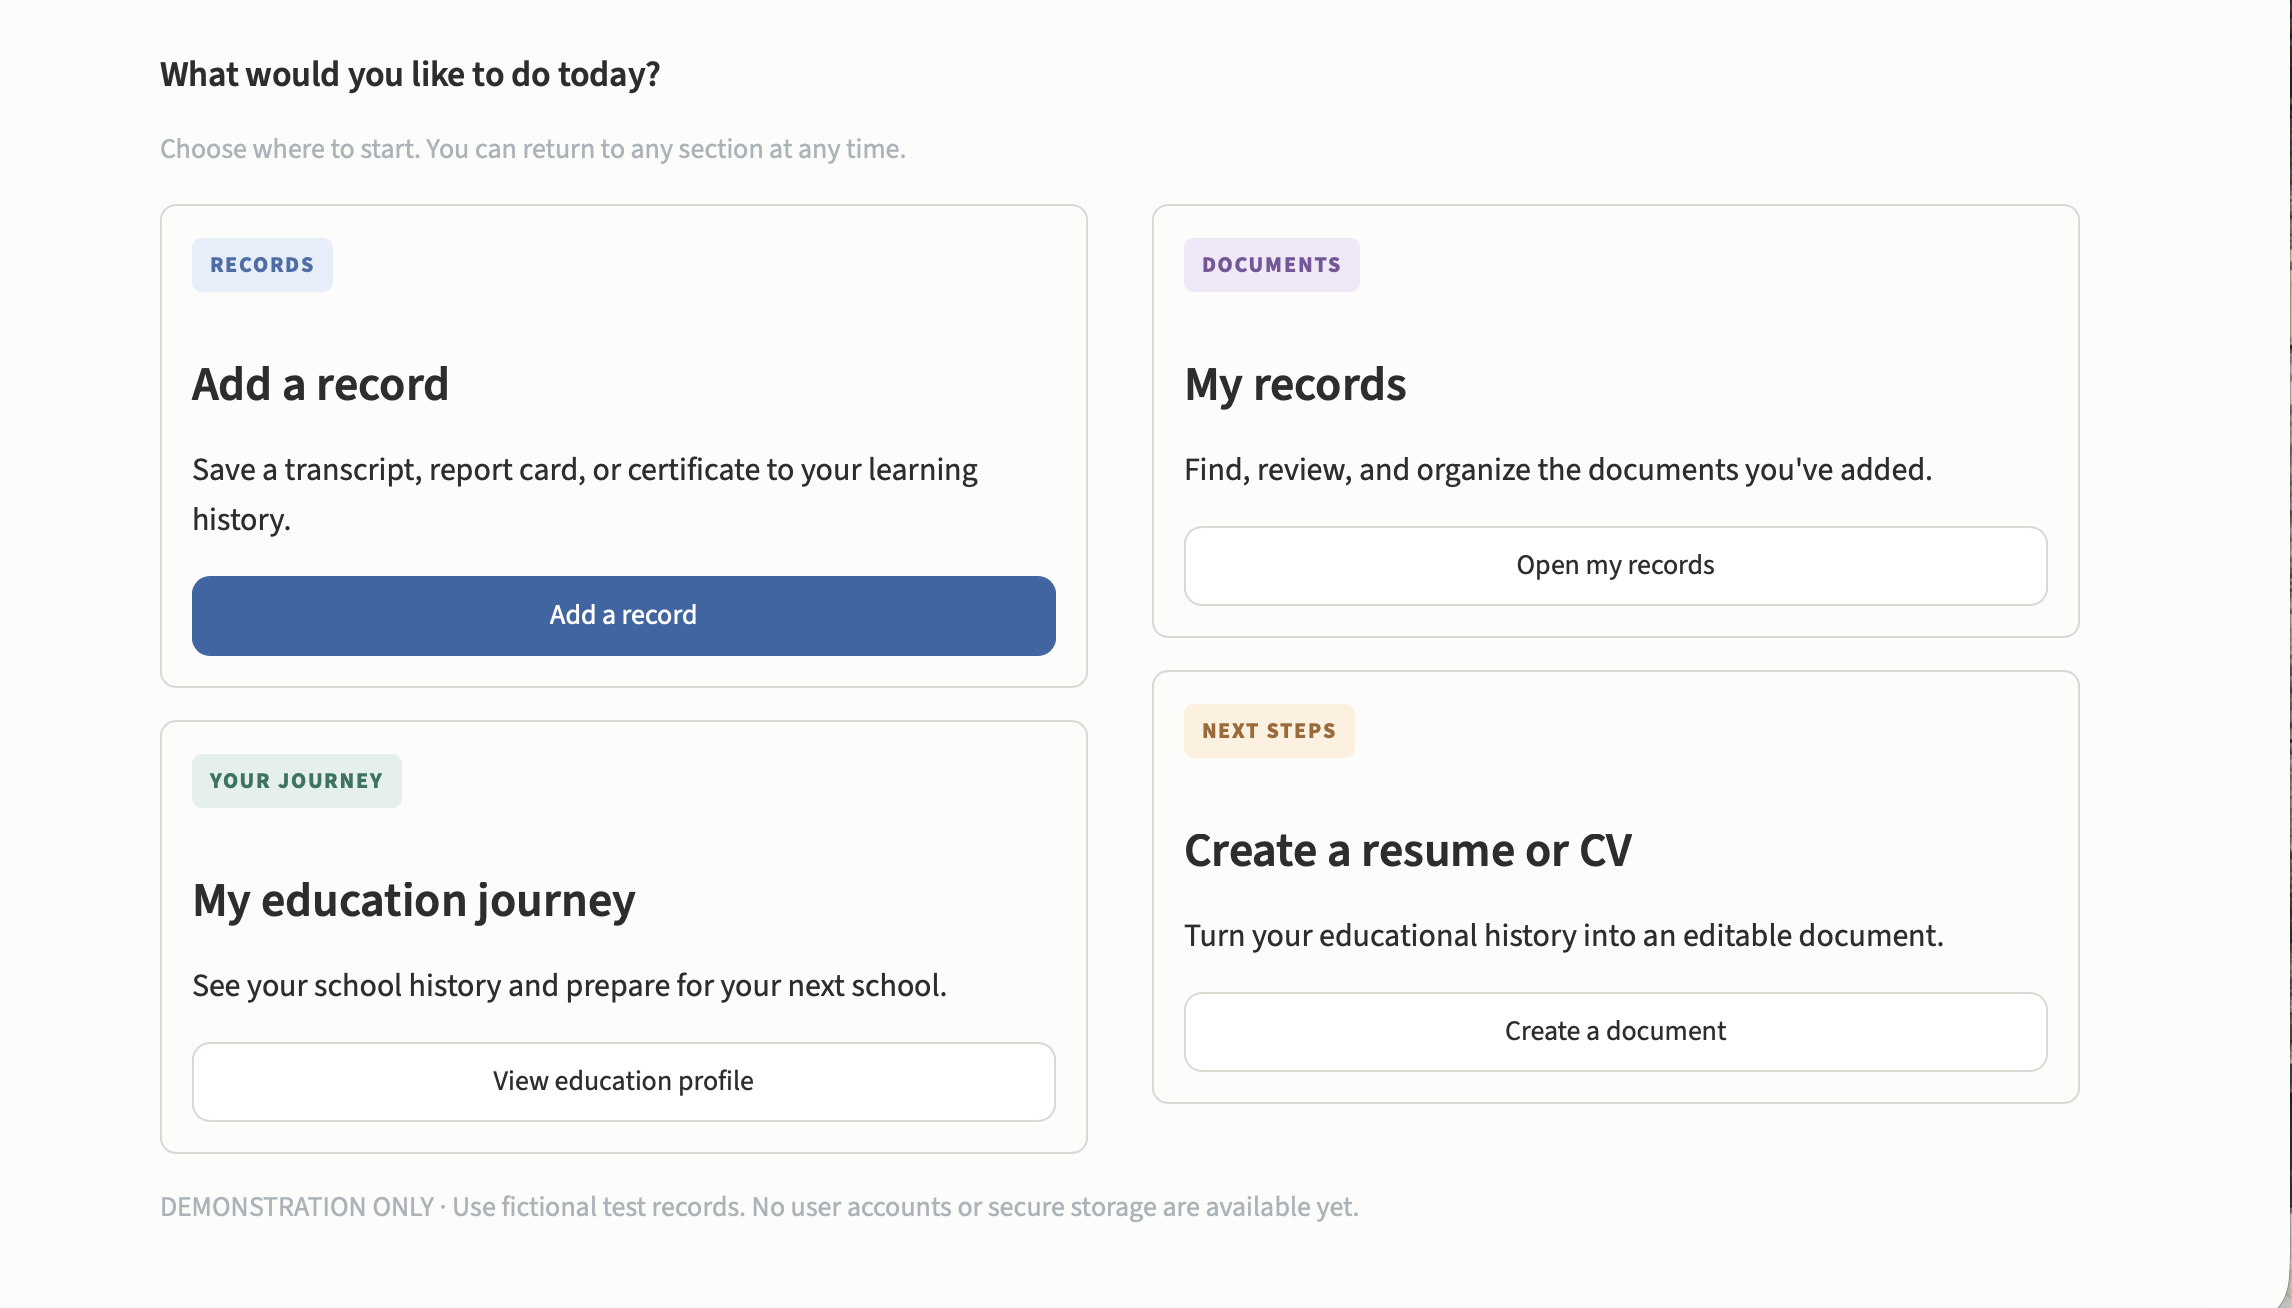 What would you like to do today?
Choose where to start. You can return to any section at any time.
RECORDS
Add a record
Save a transcript, report card, or certificate to your learning
history.
Add a record
DOCUMENTS
My records
Find, review, and organize the documents you've added.
Open my records
YOUR JOURNEY
My education journey
See your school history and prepare for your next school.
View education profile
NEXT STEPS
Create a resume or CV
Turn your educational history into an editable document.
Create a document
DEMONSTRATION ONLY · Use fictional test records. No user accounts or secure storage are available yet.